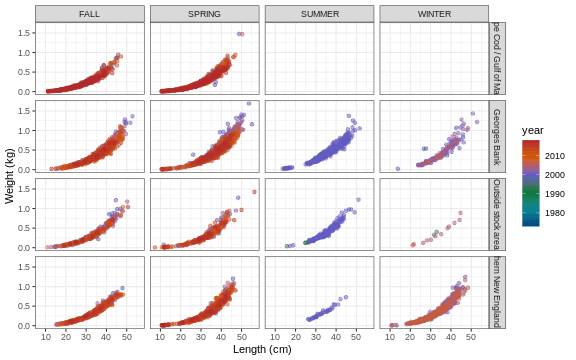 FALL SPRING SUMMER WINTER
1.5
1.0
0.5
0.0
pe Cod / Gulf of Ma
1.5
1.0
0.5
0.0
Georges Bank
1.5
1.0
0.5
0.0
Outside stock area
1.5
1.0
0.5
0.0
hern New England
10 20 30 40 50 10 20 30 40 50 10 20 30 40 50 10 20 30 40 50
Length (cm)
Weight (kg)
year
2010
2000
1990
1980